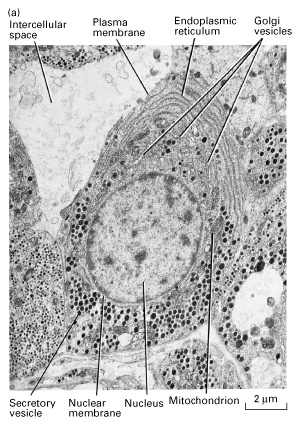 (a)
Intercellular
space
Plasma
membrane
Endoplasmic
reticulum
Golgi
vesicles
Secretory
vesicle
Nuclear
membrane
Nucleus
Mitochondrion
2 μm